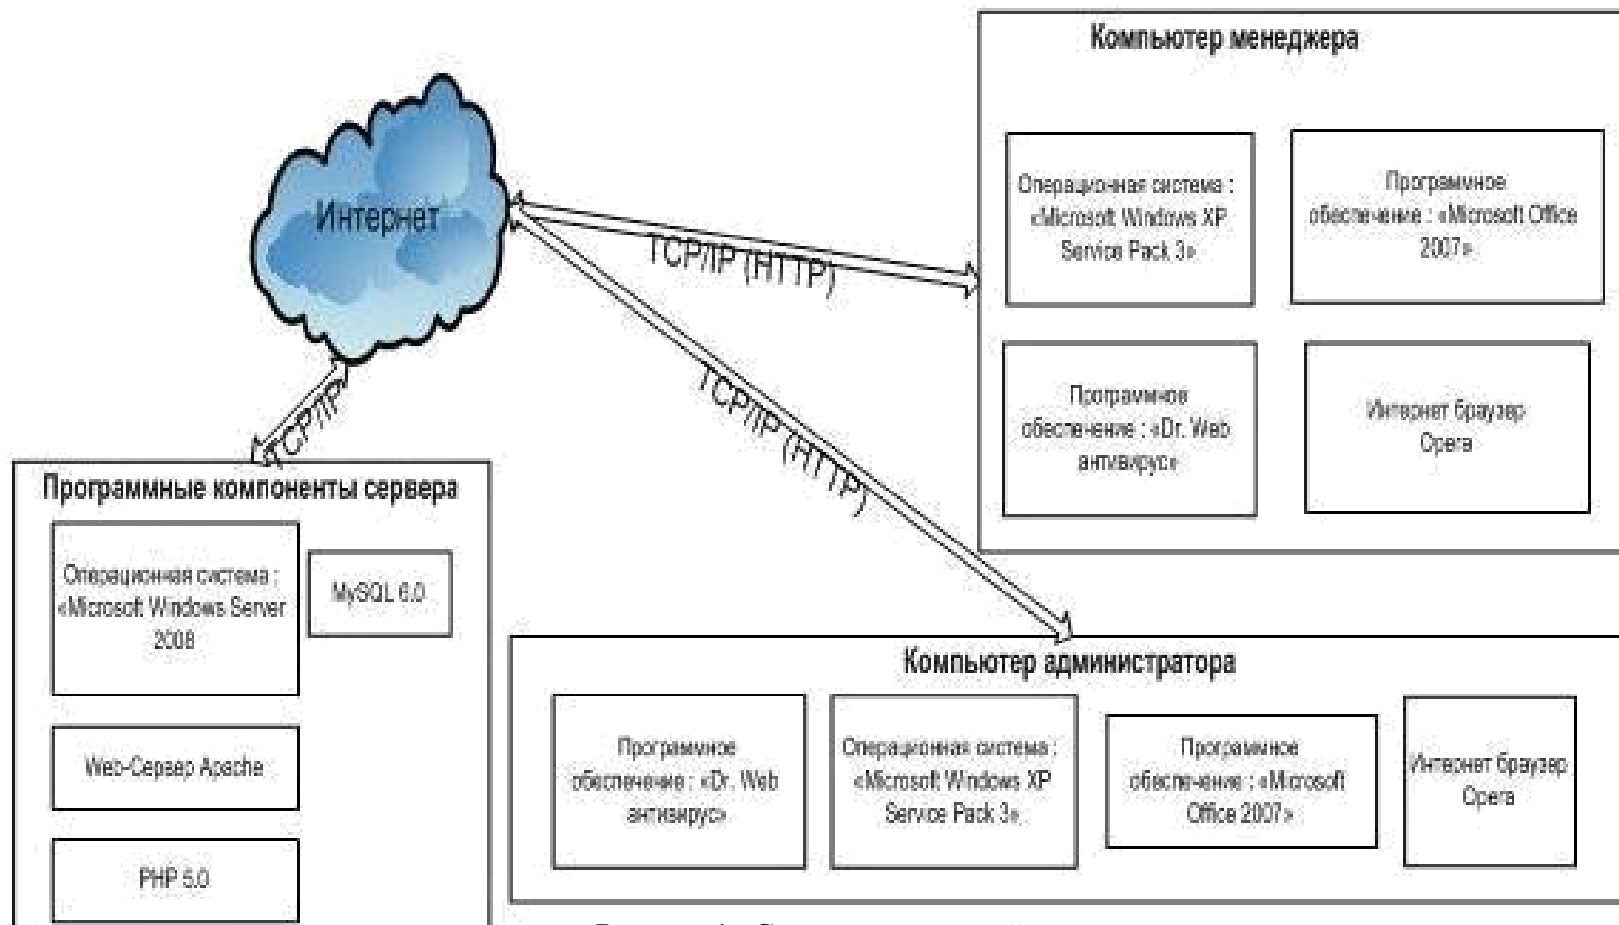 Компьютер менеджера
Операционная система :
«Microsoft Windows XP
Service Pack 3»
Программное
обеспечение : «Microsoft Office
2007»
Программное
обеспечение : «Dr. Web
антивирус»
Интернет браузер
Opera
Интернет
TCP/IP (HTTP)
TCP/IP (HTTP)
TCP/IP
Программные компоненты сервера
Операционная система :
«Microsoft Windows Server
2008
MySQL 6.0
Web-Сервер Apache
PHP 5.0
Компьютер администратора
Программное
обеспечение : «Dr. Web
антивирус»
Операционная система :
«Microsoft Windows XP
Service Pack 3»
Программное
обеспечение : «Microsoft
Office 2007»
Интернет браузер
Opera